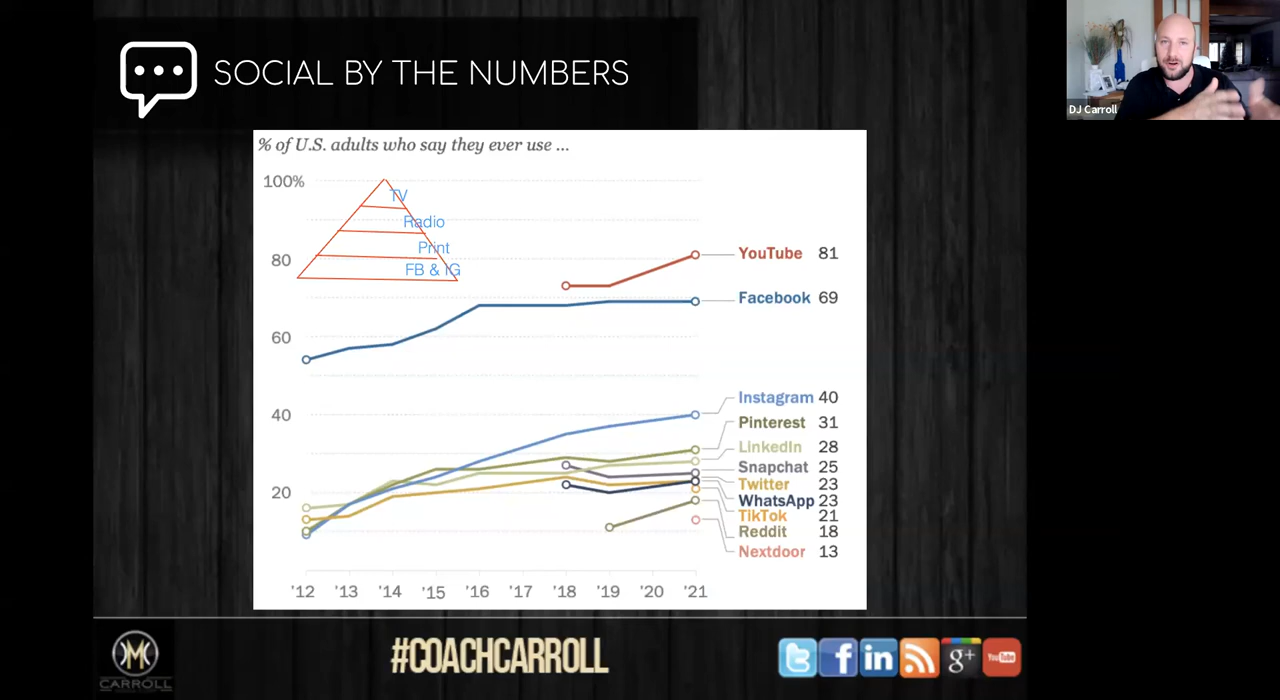 SOCIAL BY THE NUMBERS
DJ Carroll
% of U.S. adults who say they ever use ...
100%
80
60
40
20
TV
Radio
Print
FB & IG
YouTube 81
Facebook 69
Instagram 40
Pinterest 31
LinkedIn 28
Snapchat 25
Twitter 23
WhatsApp 23
TikTok 21
Reddit 18
Nextdoor 13
'12 '13 '14 '15 '16 '17 '18 '19 '20 '21
CARROLL
#COACHCARROLL
f
in
g+
You Tube